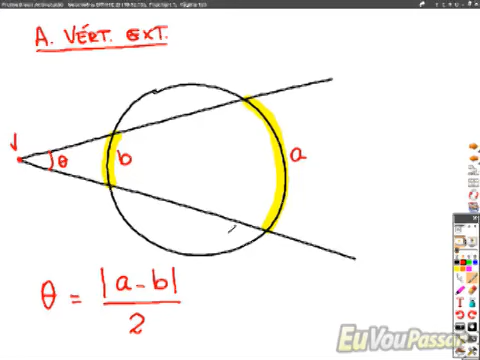 A. VÉRT. EXT.
V
θ
b
a
θ = |a - b|
2
EuVouPassar